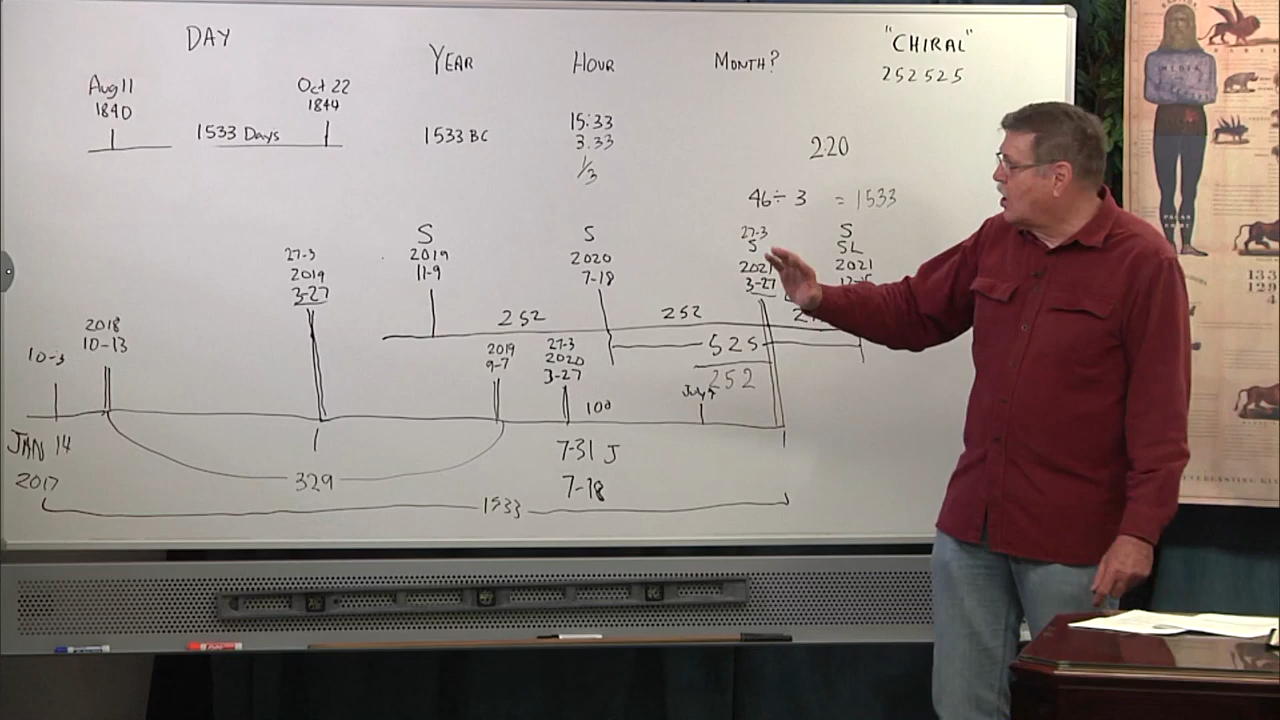 DAY
YEAR
HOUR
MONTH?
"CHIRAL"
252525
Aug 11
1840
Oct 22
1844
1533 Days
1533 BC
15:33
3.33
1/3
220
46 ÷ 3 = 1533
27-3
2019
3-27
S
2019
11-9
S
2020
7-18
27-3
S
2021
3-27
S
SL
2021
252
252
525
252
10-3
2018
10-13
2019
9-7
27-3
2020
3-27
100
JAN 14
2017
329
7-31 J
7-18
1533
MEDIA